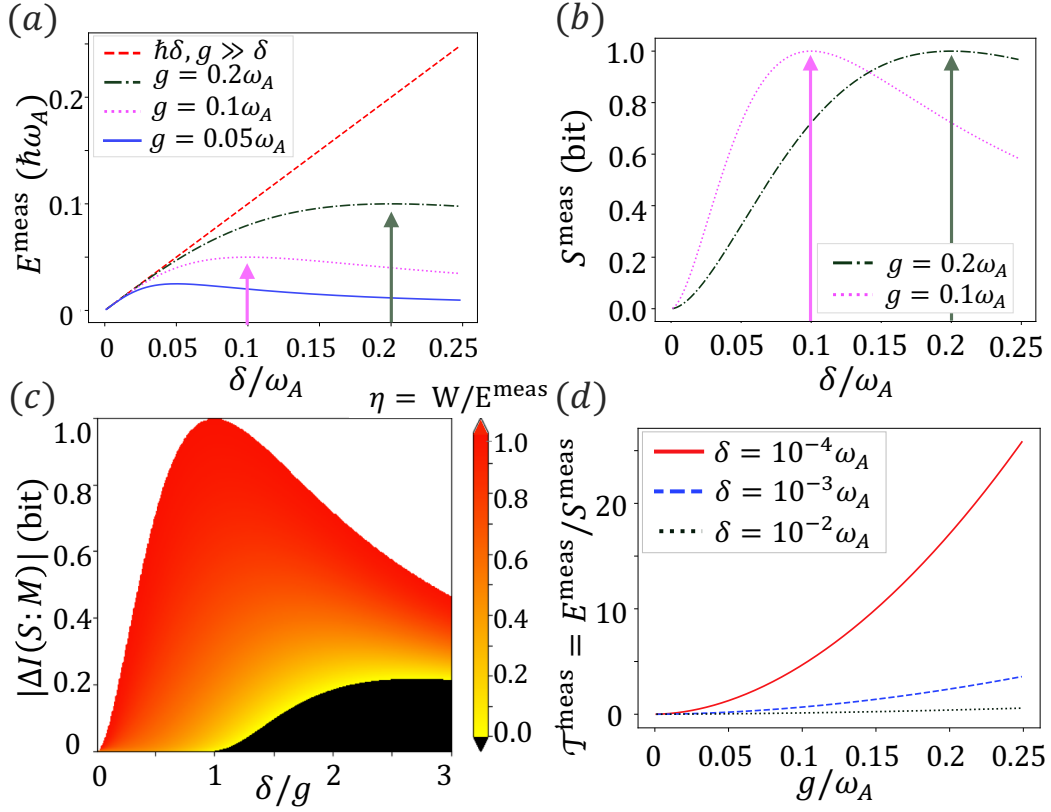 (a)
ħδ, g ≫ δ
g = 0.2ω_A
g = 0.1ω_A
g = 0.05ω_A
E^meas (ħω_A)
0.2
0.1
0
0 0.05 0.1 0.15 0.2 0.25
δ/ω_A
(b)
S^meas (bit)
1.0
0.8
0.6
0.4
0.2
0.0
g = 0.2ω_A
g = 0.1ω_A
0 0.05 0.1 0.15 0.2 0.25
δ/ω_A
(c)
η = W/E^meas
|ΔI(S: M)| (bit)
1.0
0.8
0.6
0.4
0.2
0
0 1 2 3
δ/g
1.0
0.8
0.6
0.4
0.2
0.0
(d)
𝒯^meas = E^meas/S^meas
δ = 10^−4 ω_A
δ = 10^−3 ω_A
δ = 10^−2 ω_A
20
10
0
0 0.05 0.1 0.15 0.2 0.25
g/ω_A